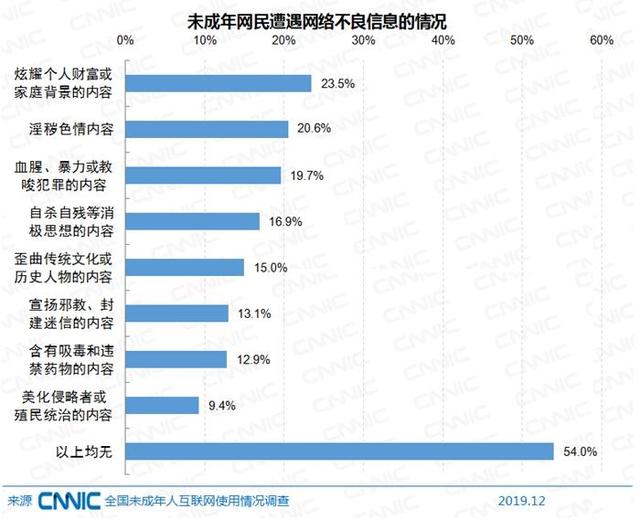 未成年网民遭遇网络不良信息的情况
0% 10% 20% 30% 40% 50% 60%
炫耀个人财富或
家庭背景的内容
23.5%
淫秽色情内容
20.6%
血腥、暴力或教
唆犯罪的内容
19.7%
自杀自残等消
极思想的内容
16.9%
歪曲传统文化或
历史人物的内容
15.0%
宣扬邪教、封
建迷信的内容
13.1%
含有吸毒和违
禁药物的内容
12.9%
美化侵略者或
殖民统治的内容
9.4%
以上均无
54.0%
来源 CNNIC 全国未成年人互联网使用情况调查 2019.12